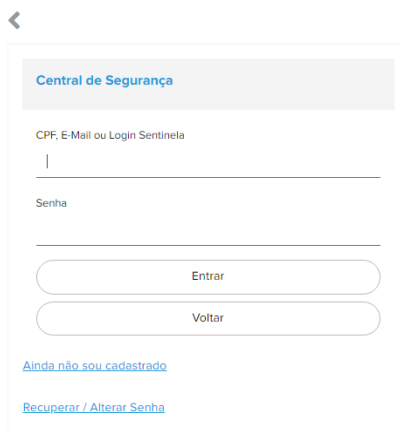 Central de Segurança
CPF, E-Mail ou Login Sentinela
Senha
Entrar
Voltar
Ainda não sou cadastrado
Recuperar / Alterar Senha